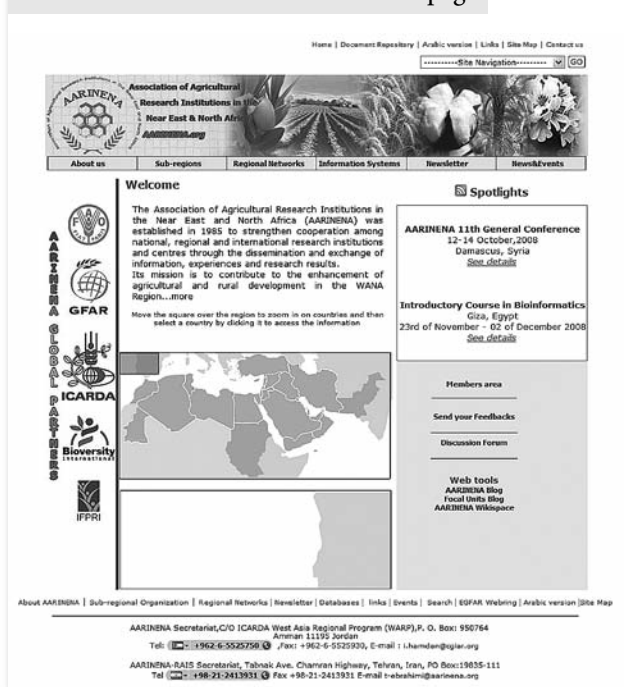 Home | Document Repository | Arabic version | Links | Site Map | Contact us
----------Site Navigation---------- GO
AARINENA
Association of Agricultural
Research Institutions in the
Near East & North Africa
AARINENA.org
About us Sub-regions Regional Networks Information Systems Newsletter News&Events
AARINENA GLOBAL PARTNERS
FAO
FIAT PANIS
GFAR
ICARDA
Bioversity
International
IFPRI
Welcome
The Association of Agricultural Research Institutions in
the Near East and North Africa (AARINENA) was
established in 1985 to strengthen cooperation among
national, regional and international research institutions
and centres through the dissemination and exchange of
information, experiences and research results.
Its mission is to contribute to the enhancement of
agricultural and rural development in the WANA
Region...more
Move the square over the region to zoom in on countries and then
select a country by clicking it to access the information
Spotlights
AARINENA 11th General Conference
12-14 October,2008
Damascus, Syria
See details
Introductory Course in Bioinformatics
Giza, Egypt
23rd of November - 02 of December 2008
See details
Members area
Send your Feedbacks
Discussion Forum
Web tools
AARINENA Blog
Focal Units Blog
AARINENA Wikispace
About AARINENA | Sub-regional Organization | Regional Networks | Newsletter | Databases | links | Events | Search | EGFAR Webring | Arabic version |Site Map
AARINENA Secretariat,C/O ICARDA West Asia Regional Program (WARP),P. O. Box: 950764
Amman 11195 Jordan
Tel: +962-6-5525750 ,Fax: +962-6-5525930, E-mail : i.hamdan@cgiar.org
AARINENA-RAIS Secretariat, Tabnak Ave. Chamran Highway, Tehran, Iran, PO Box:19835-111
Tel +98-21-2413931 Fax +98-21-2413931 E-mail t-ebrahimi@aarinena.org